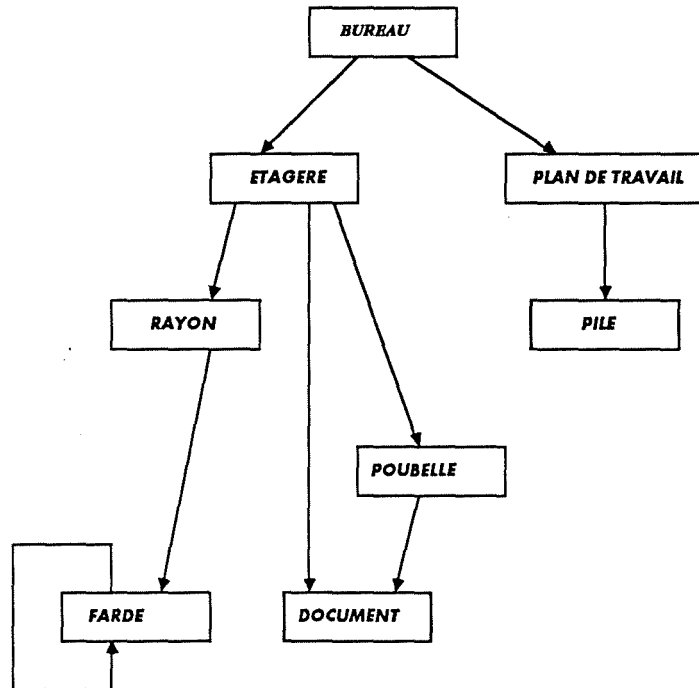 BUREAU
ETAGERE
PLAN DE TRAVAIL
RAYON
PILE
POUBELLE
FARDE
DOCUMENT